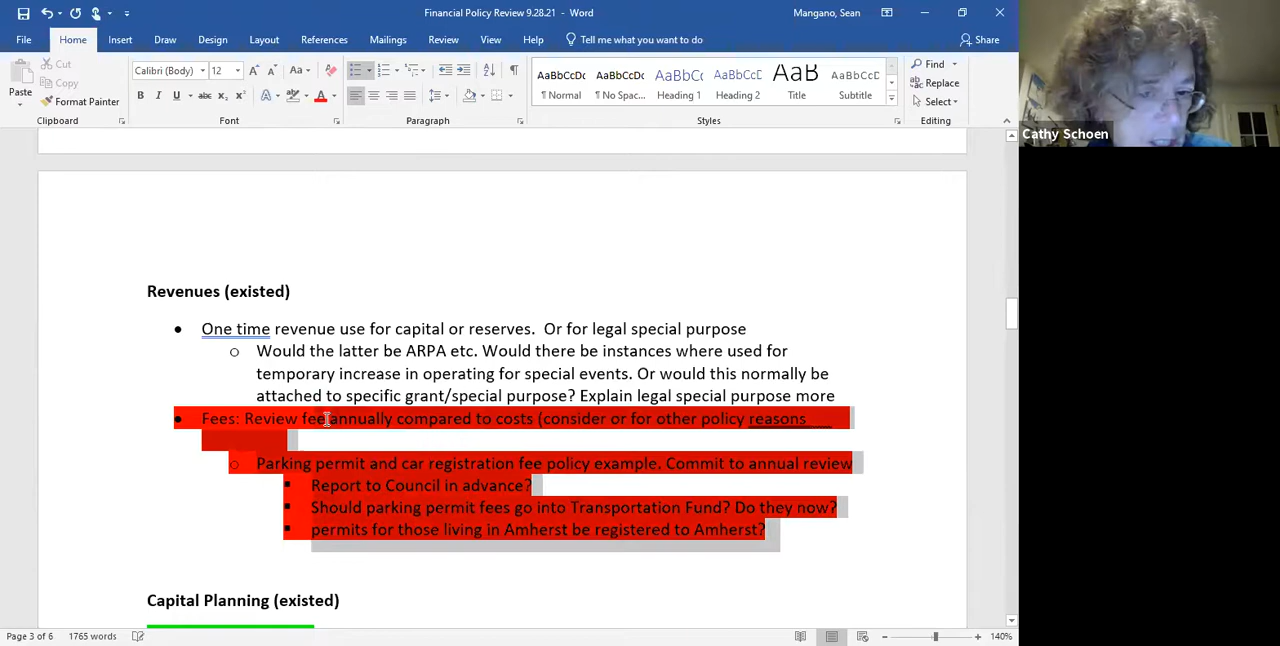 Financial Policy Review 9.28.21 - Word
Mangano, Sean
File Home Insert Draw Design Layout References Mailings Review View Help Tell me what you want to do Share
Paste
Cut
Copy
Format Painter
Clipboard
Calibri (Body) 12
Aa
B I U abc x₂ x² A A
Font
Paragraph
AaBbCcDc AaBbCcDc AaBbC AaBbCcD AaB AaBbCcD
¶ Normal ¶ No Spac... Heading 1 Heading 2 Title Subtitle
Styles
Find
Replace
Select
Editing
Cathy Schoen
Revenues (existed)
• One time revenue use for capital or reserves. Or for legal special purpose
o Would the latter be ARPA etc. Would there be instances where used for
temporary increase in operating for special events. Or would this normally be
attached to specific grant/special purpose? Explain legal special purpose more
• Fees: Review fee annually compared to costs (consider or for other policy reasons
o Parking permit and car registration fee policy example. Commit to annual review
▪ Report to Council in advance?
▪ Should parking permit fees go into Transportation Fund? Do they now?
▪ permits for those living in Amherst be registered to Amherst?
Capital Planning (existed)
Page 3 of 6 1765 words
140%